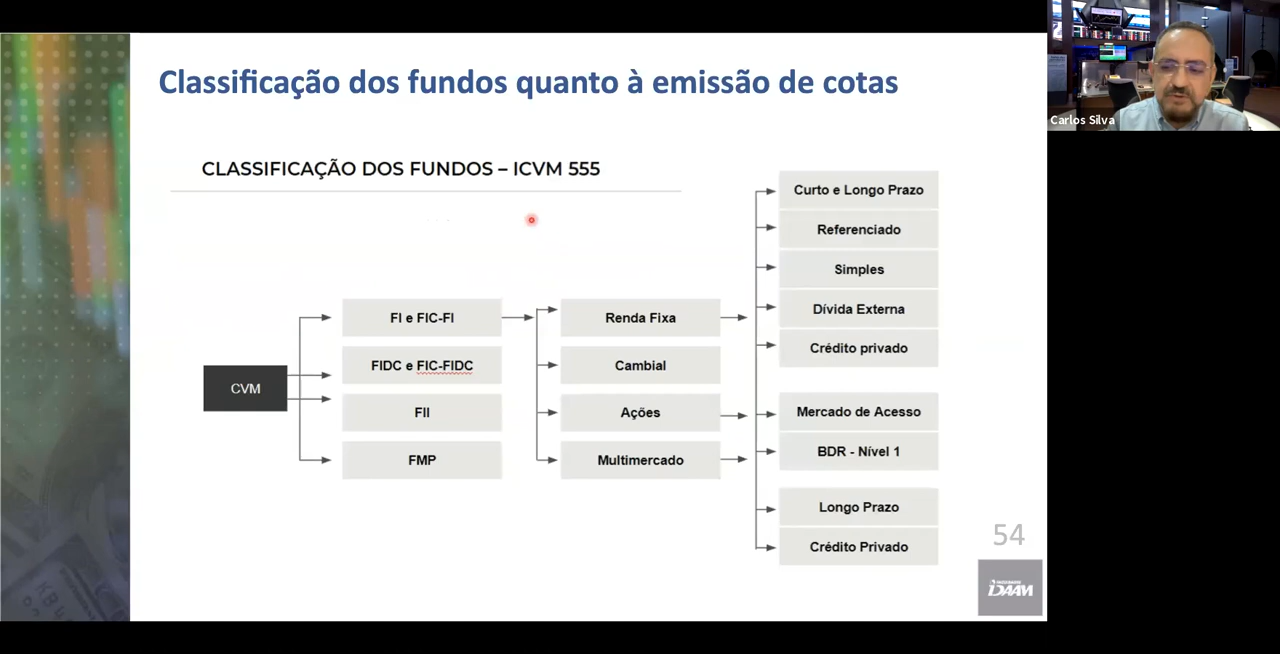 Classificação dos fundos quanto à emissão de cotas
Carlos Silva
CLASSIFICAÇÃO DOS FUNDOS – ICVM 555
CVM
FI e FIC-FI
FIDC e FIC-FIDC
FII
FMP
Renda Fixa
Cambial
Ações
Multimercado
Curto e Longo Prazo
Referenciado
Simples
Dívida Externa
Crédito privado
Mercado de Acesso
BDR - Nível 1
Longo Prazo
Crédito Privado
54